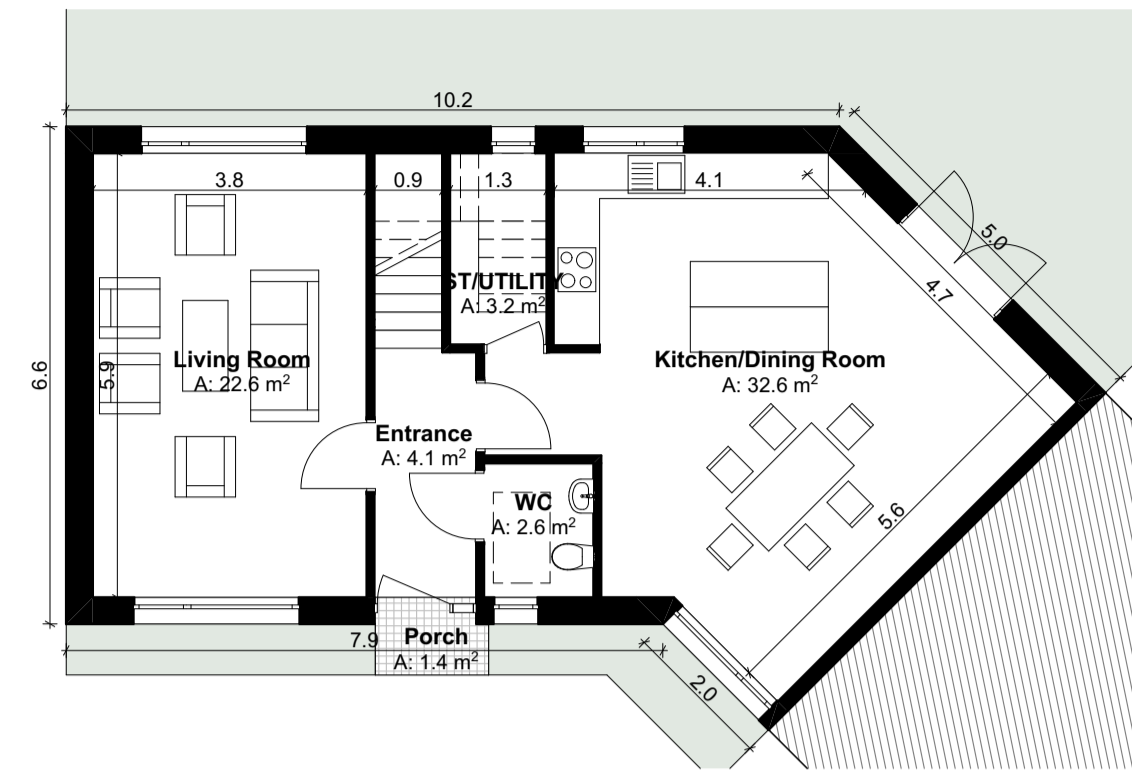 10.2
3.8
0.9
1.3
4.1
5.0
4.7
ST/UTILITY
A: 3.2 m²
6.6
5.9
Living Room
A: 22.6 m²
Kitchen/Dining Room
A: 32.6 m²
Entrance
A: 4.1 m²
WC
A: 2.6 m²
5.6
7.9
Porch
A: 1.4 m²
2.0